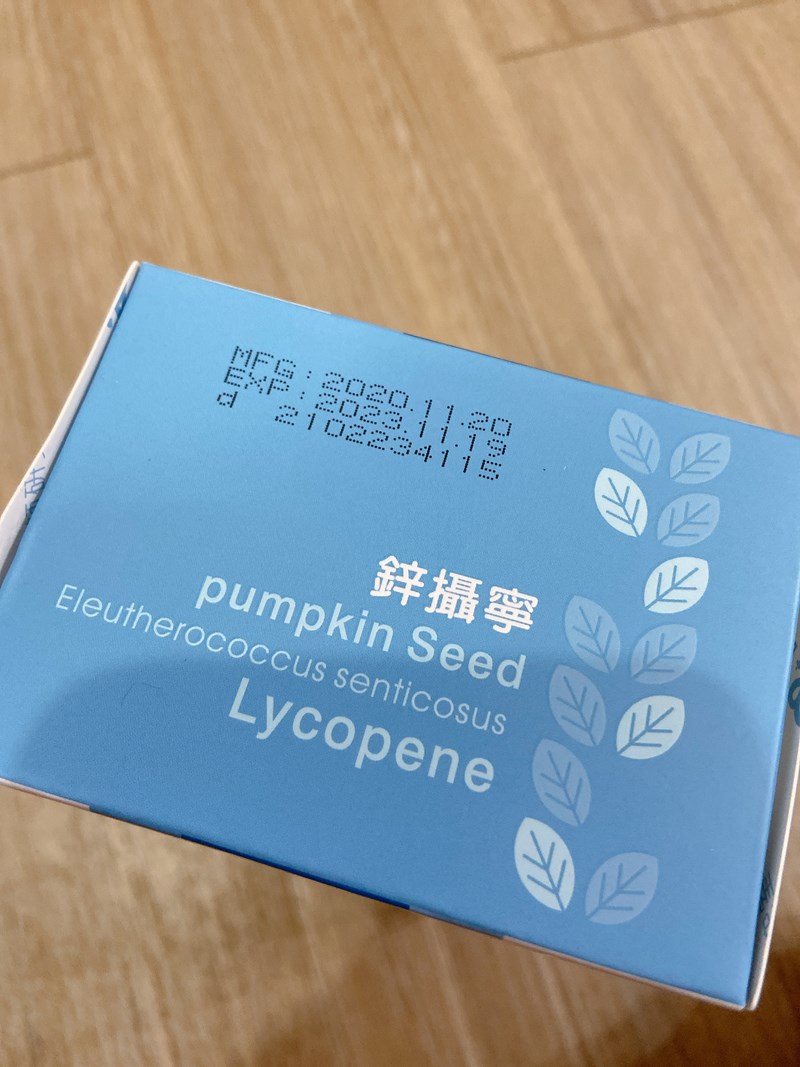 MFG:2020.11.20
EXP:2023.11.19
d 2102234115
鋅攝寧
pumpkin Seed
Eleutherococcus senticosus
Lycopene